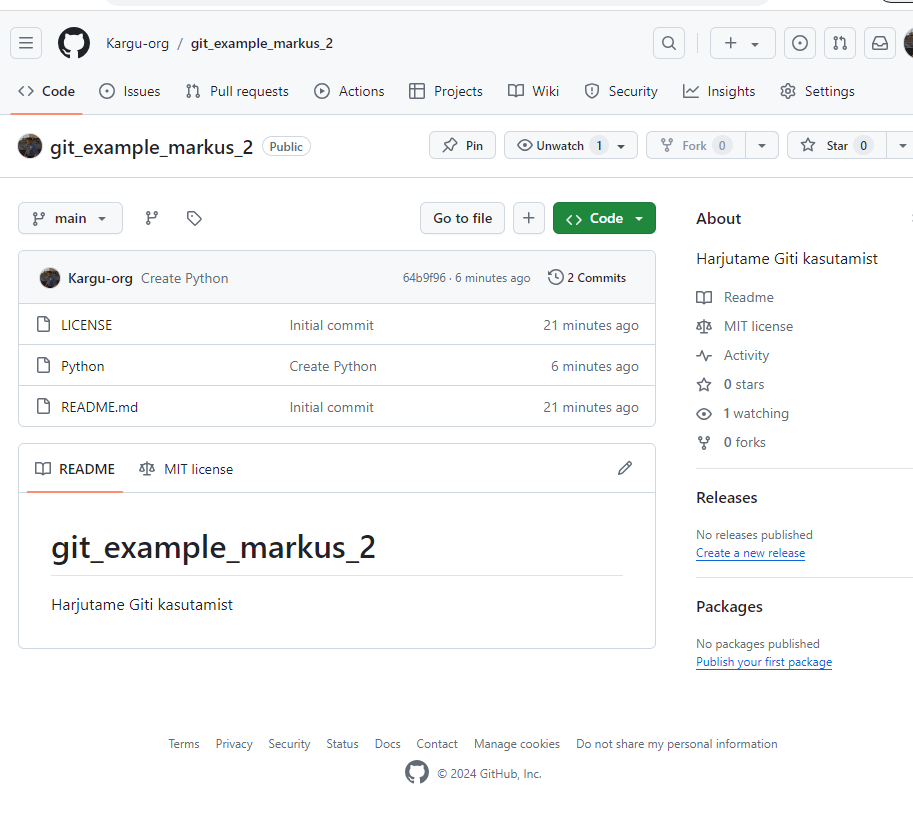 Kargu-org / git_example_markus_2
Code Issues Pull requests Actions Projects Wiki Security Insights Settings
git_example_markus_2 Public Pin Unwatch 1 Fork 0 Star 0
main Go to file Code
Kargu-org Create Python 64b9f96 · 6 minutes ago 2 Commits
LICENSE Initial commit 21 minutes ago
Python Create Python 6 minutes ago
README.md Initial commit 21 minutes ago
README MIT license
git_example_markus_2
Harjutame Giti kasutamist
About
Harjutame Giti kasutamist
Readme
MIT license
Activity
0 stars
1 watching
0 forks
Releases
No releases published
Create a new release
Packages
No packages published
Publish your first package
Terms Privacy Security Status Docs Contact Manage cookies Do not share my personal information
© 2024 GitHub, Inc.